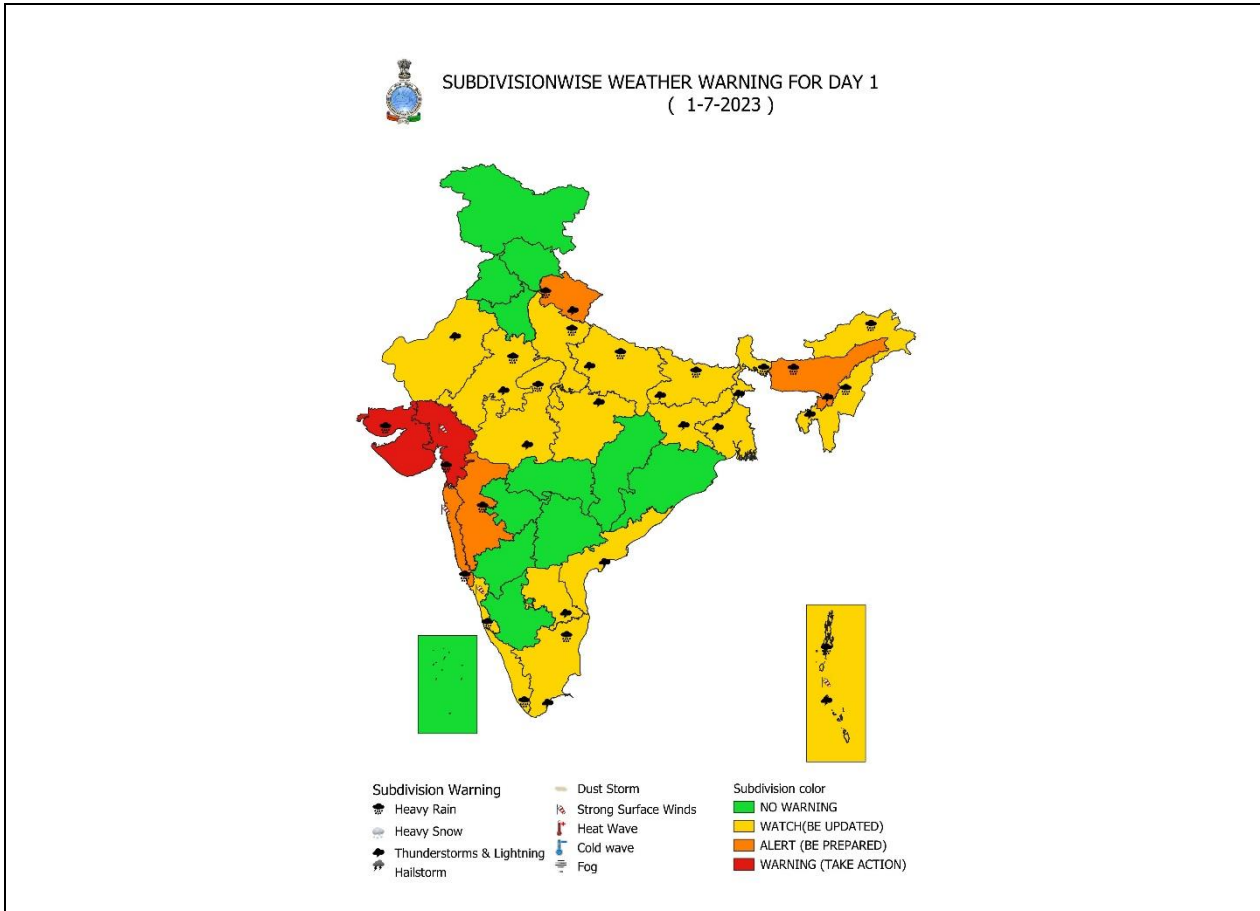 SUBDIVISIONWISE WEATHER WARNING FOR DAY 1
( 1-7-2023 )
Subdivision Warning
Heavy Rain
Heavy Snow
Thunderstorms & Lightning
Hailstorm
Dust Storm
Strong Surface Winds
Heat Wave
Cold wave
Fog
Subdivision color
NO WARNING
WATCH(BE UPDATED)
ALERT (BE PREPARED)
WARNING (TAKE ACTION)